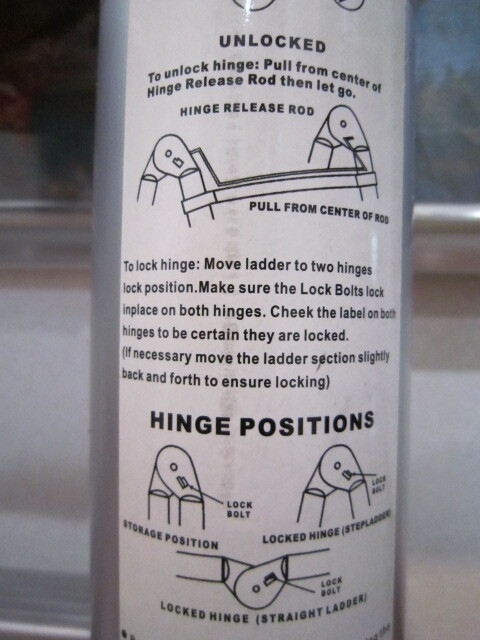 UNLOCKED
To unlock hinge: Pull from center of
Hinge Release Rod then let go.
HINGE RELEASE ROD
PULL FROM CENTER OF ROD
To lock hinge: Move ladder to two hinges
lock position.Make sure the Lock Bolts lock
inplace on both hinges. Cheek the label on both
hinges to be certain they are locked.
(If necessary move the ladder section slightly
back and forth to ensure locking)
HINGE POSITIONS
LOCK
BOLT
STORAGE POSITION
LOCK
BOLT
LOCKED HINGE (STEPLADDER)
LOCK
BOLT
LOCKED HINGE (STRAIGHT LADDER)